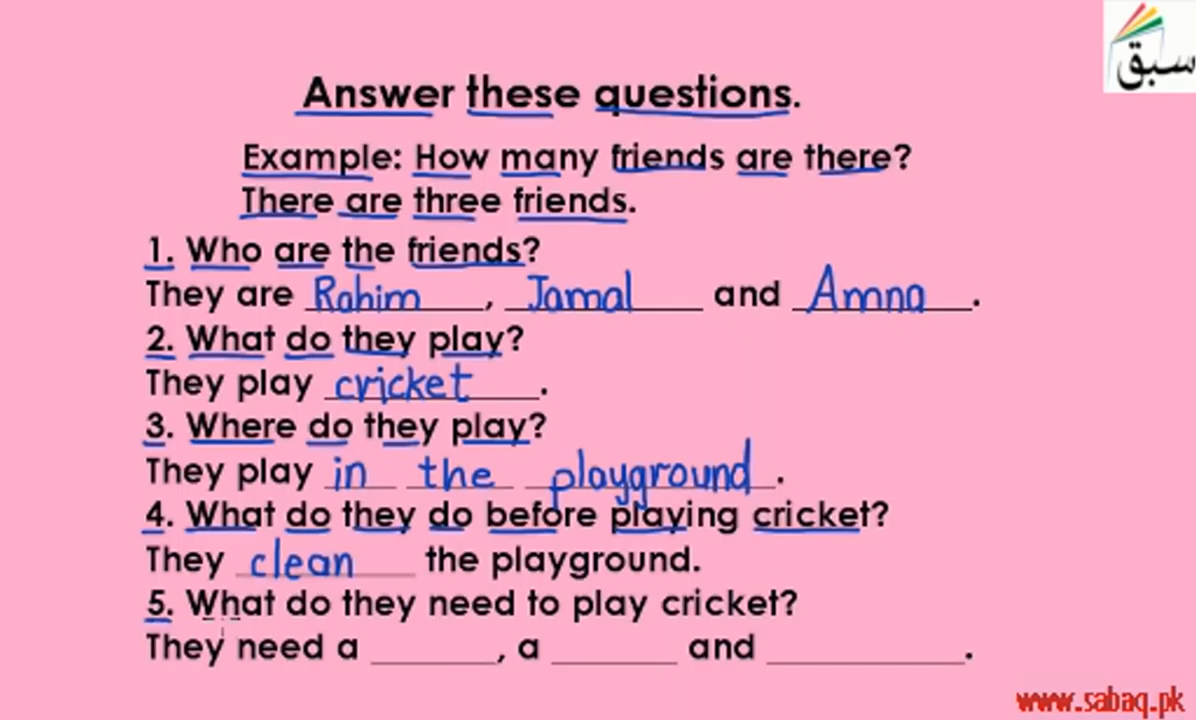 سبق
Answer these questions.
Example: How many friends are there?
There are three friends.
1. Who are the friends?
They are Rahim, Jamal and Amna.
2. What do they play?
They play cricket.
3. Where do they play?
They play in the playground.
4. What do they do before playing cricket?
They clean the playground.
5. What do they need to play cricket?
They need a ______, a ______ and _________.
www.sabaq.pk